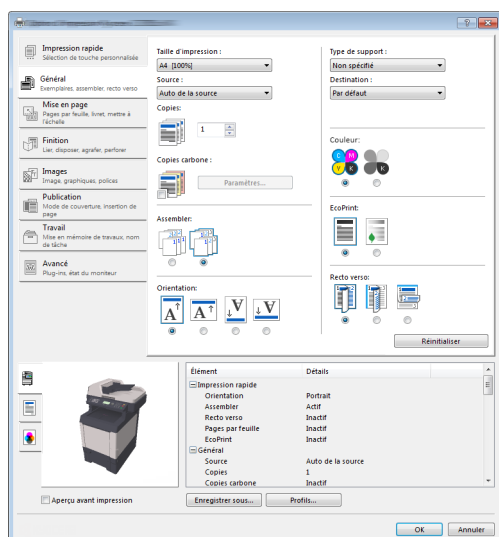 Impression rapide
Sélection de touche personnalisée
Général
Exemplaires, assembler, recto verso
Mise en page
Pages par feuille, livret, mettre à
l'échelle
Finition
Lier, disposer, agrafer, perforer
Images
Image, graphiques, polices
Publication
Mode de couverture, insertion de
page
Travail
Mise en mémoire de travaux, nom
de tâche
Avancé
Plug-ins, état du moniteur
Taille d'impression :
A4 [100%]
Source :
Auto de la source
Copies:
1
Copies carbone :
Paramètres...
Assembler:
Orientation:
A A A A
Type de support :
Non spécifié
Destination :
Par défaut
Couleur:
C M
Y K K
EcoPrint:
Recto verso:
Réinitialiser
Élément Détails
Impression rapide
Orientation Portrait
Assembler Actif
Recto verso Inactif
Pages par feuille Inactif
EcoPrint Inactif
Général
Source Auto de la source
Copies 1
Copies carbone Inactif
Aperçu avant impression
Enregistrer sous... Profils...
OK Annuler